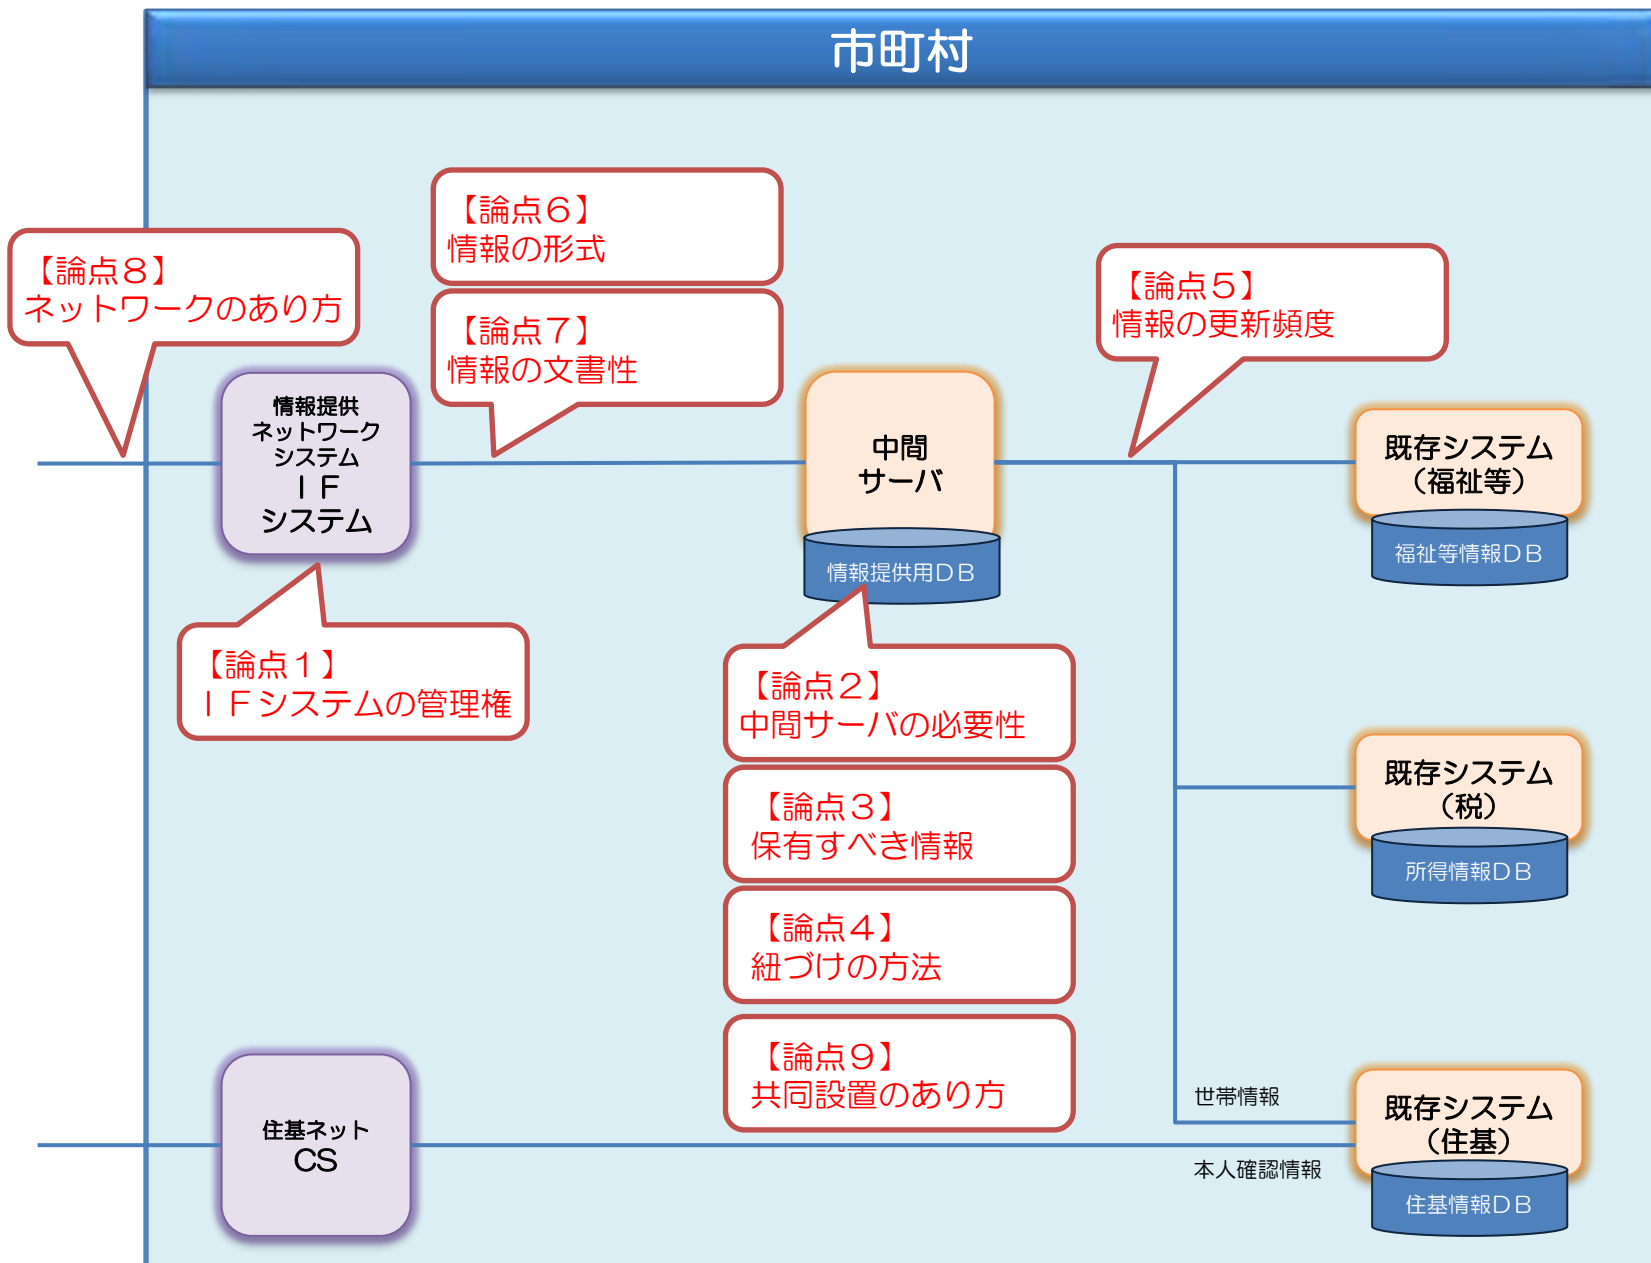 市町村
【論点６】
情報の形式
【論点８】
ネットワークのあり方
【論点５】
情報の更新頻度
【論点７】
情報の文書性
情報提供
ネットワーク
システム
ＩＦ
システム
中間
サーバ
情報提供用ＤＢ
既存システム
（福祉等）
福祉等情報ＤＢ
【論点１】
ＩＦシステムの管理権
【論点２】
中間サーバの必要性
【論点３】
保有すべき情報
【論点４】
紐づけの方法
【論点９】
共同設置のあり方
既存システム
（税）
所得情報ＤＢ
世帯情報
既存システム
（住基）
住基情報ＤＢ
住基ネット
CS
本人確認情報